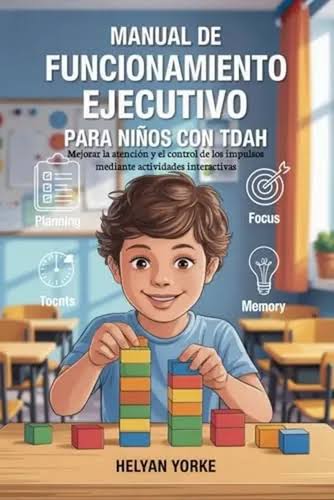 MANUAL DE
FUNCIONAMIENTO
EJECUTIVO
PARA NIÑOS CON TDAH
Mejorar la atención y el control de los impulsos
mediante actividades interactivas
Planning
Focus
Tocnts
Memory
HELYAN YORKE